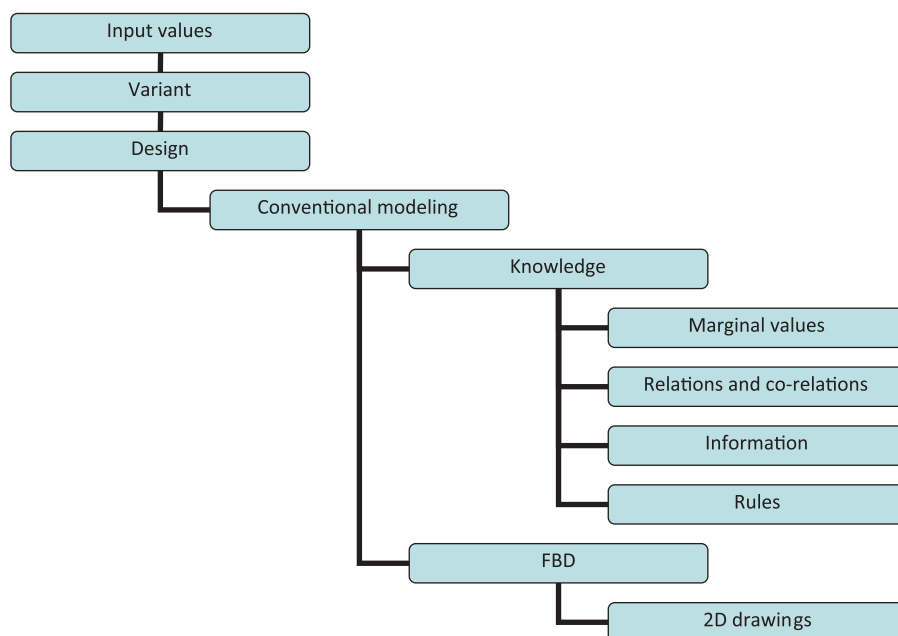 Input values
Variant
Design
Conventional modeling
Knowledge
Marginal values
Relations and co-relations
Information
Rules
FBD
2D drawings